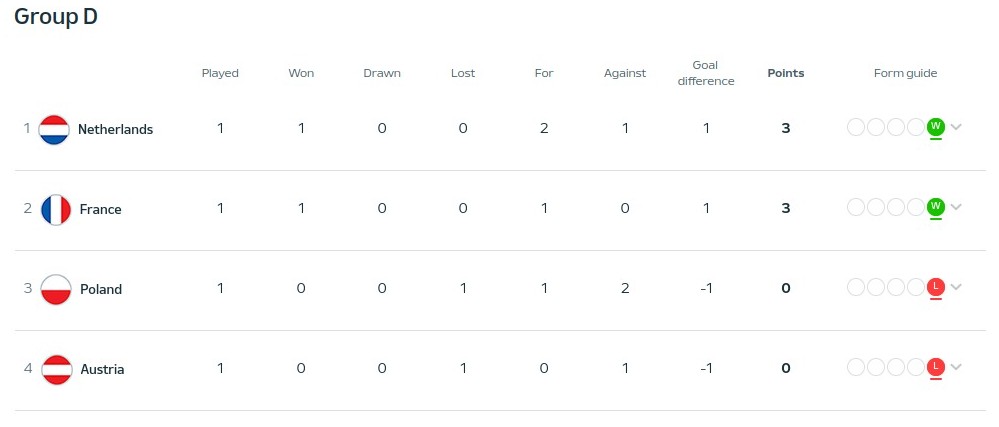 Group D
Played Won Drawn Lost For Against Goal difference Points Form guide
1 Netherlands 1 1 0 0 2 1 1 3 W
2 France 1 1 0 0 1 0 1 3 W
3 Poland 1 0 0 1 1 2 -1 0 L
4 Austria 1 0 0 1 0 1 -1 0 L